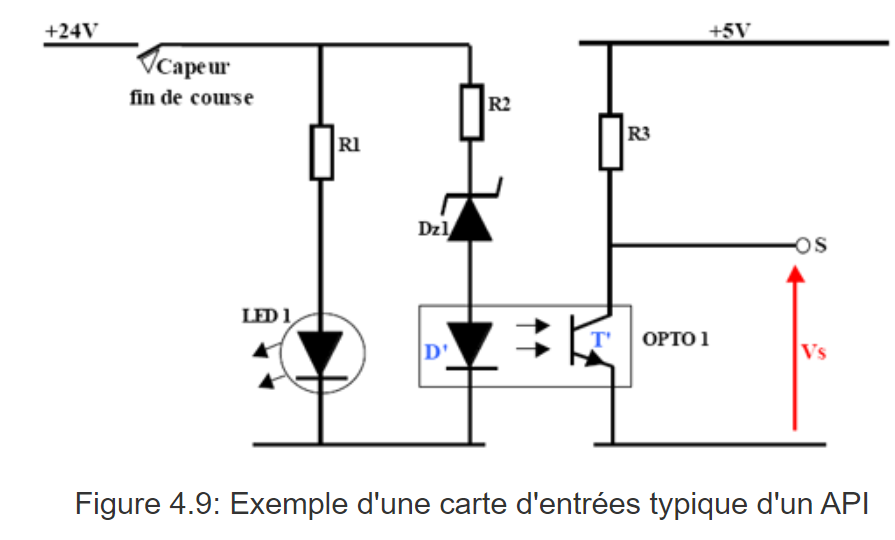 +24V
+5V
Capeur
fin de course
R2
R1
R3
Dz1
S
LED 1
D'
T'
OPTO 1
Vs
Figure 4.9: Exemple d'une carte d'entrées typique d'un API